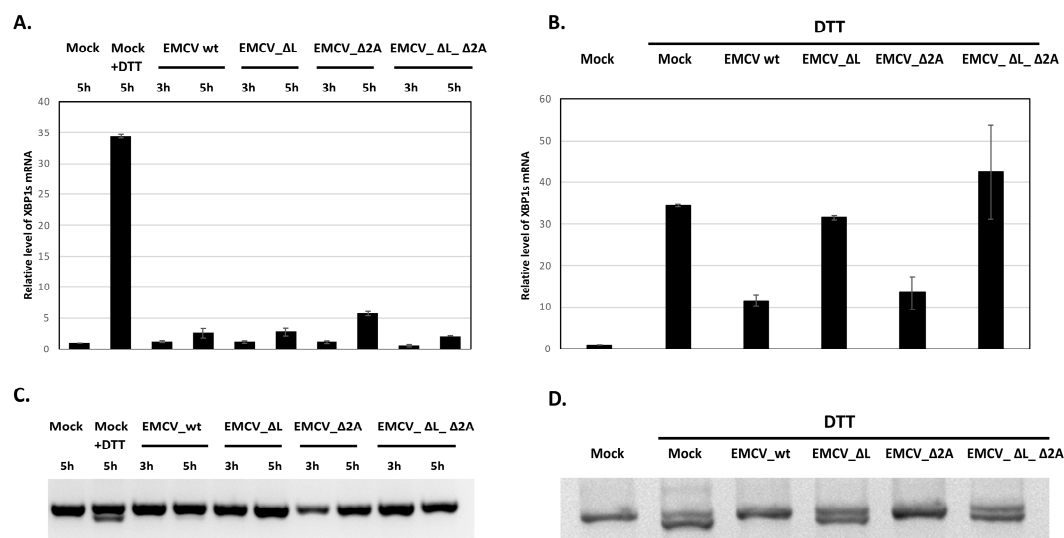 A.
Mock Mock EMCV wt EMCV_ΔL EMCV_Δ2A EMCV_ ΔL_ Δ2A
+DTT
5h 5h 3h 5h 3h 5h 3h 5h 3h 5h
Relative level of XBP1s mRNA
40
35
30
25
20
15
10
5
0
B.
DTT
Mock Mock EMCV wt EMCV_ΔL EMCV_Δ2A EMCV_ ΔL_ Δ2A
Relative level of XBP1s mRNA
60
50
40
30
20
10
0
C.
Mock Mock EMCV_wt EMCV_ΔL EMCV_Δ2A EMCV_ ΔL_ Δ2A
+DTT
5h 5h 3h 5h 3h 5h 3h 5h 3h 5h
D.
DTT
Mock Mock EMCV_wt EMCV_ΔL EMCV_Δ2A EMCV_ ΔL_ Δ2A